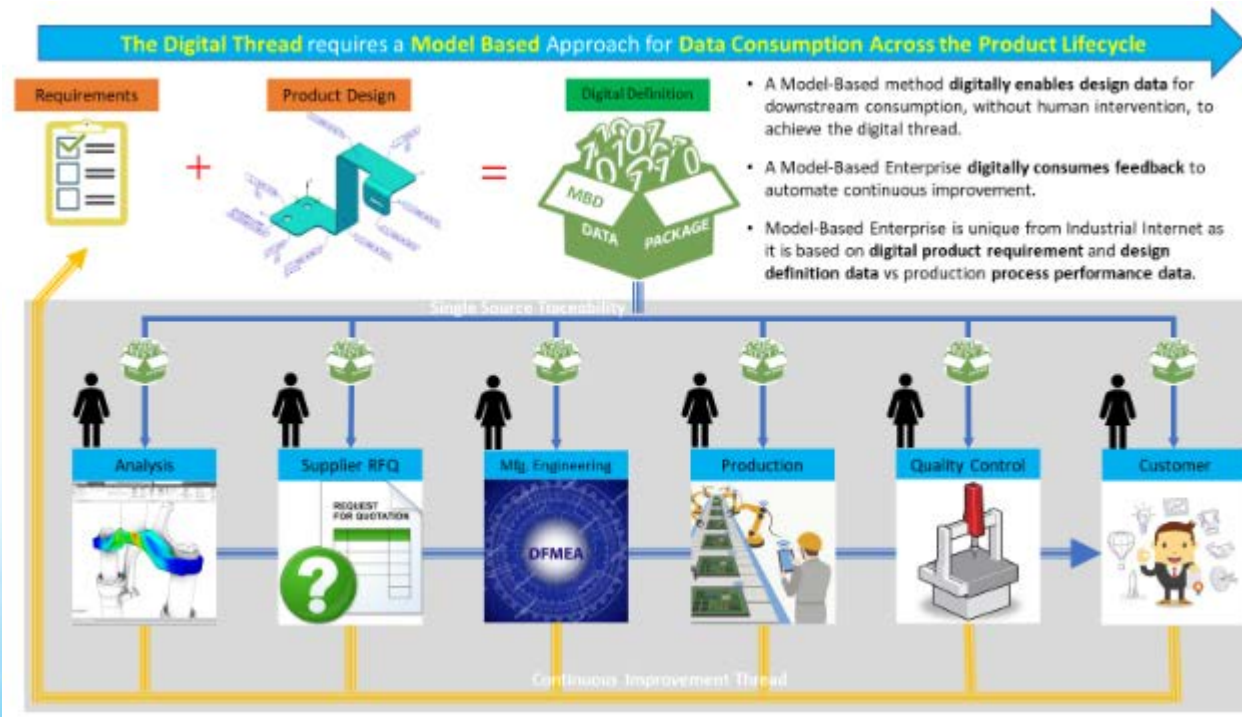 The Digital Thread requires a Model Based Approach for Data Consumption Across the Product Lifecycle
Requirements
Product Design
Digital Definition
MBD
DATA
PACKAGE
• A Model-Based method digitally enables design data for
downstream consumption, without human intervention, to
achieve the digital thread.
• A Model-Based Enterprise digitally consumes feedback to
automate continuous improvement.
• Model-Based Enterprise is unique from Industrial Internet as
it is based on digital product requirement and design
definition data vs production process performance data.
Single Source Traceability
Analysis
Supplier RFQ
Mfg. Engineering
Production
Quality Control
Customer
REQUEST
FOR QUOTATION
DFMEA
Continuous Improvement Thread